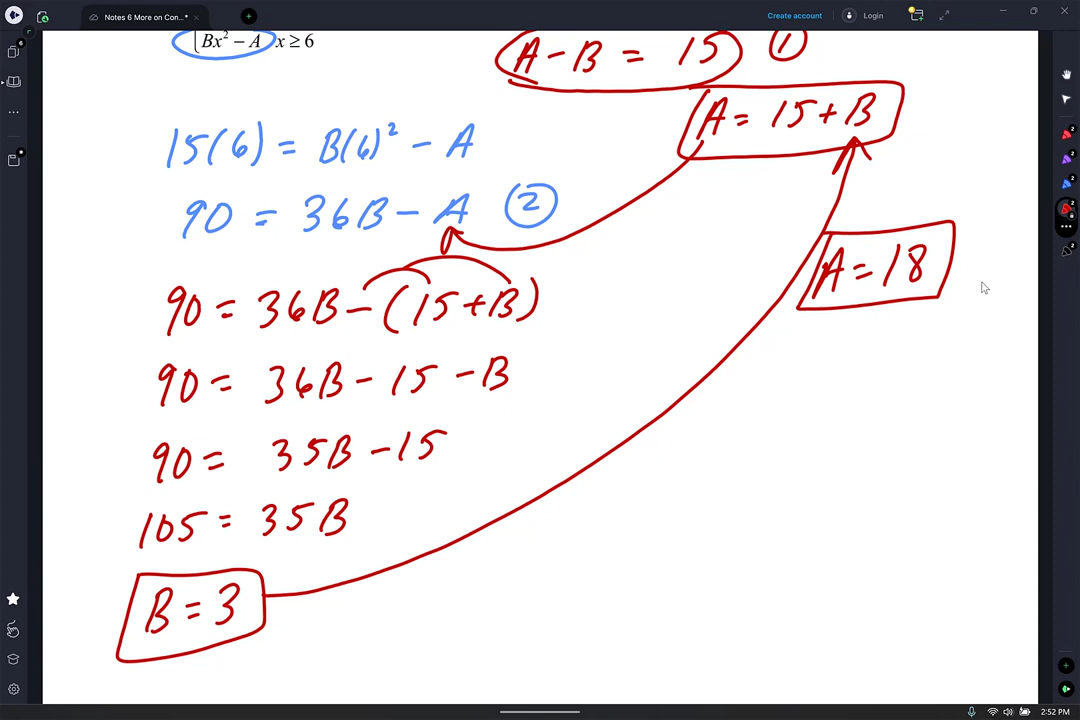 Notes 6 More on Con...*
Create account
Login
Bx² − A x ≥ 6
A − B = 15 ①
A = 15 + B
15(6) = B(6)² − A
90 = 36B − A ②
A = 18
90 = 36B − (15 + B)
90 = 36B − 15 − B
90 = 35B − 15
105 = 35B
B = 3
2:52 PM